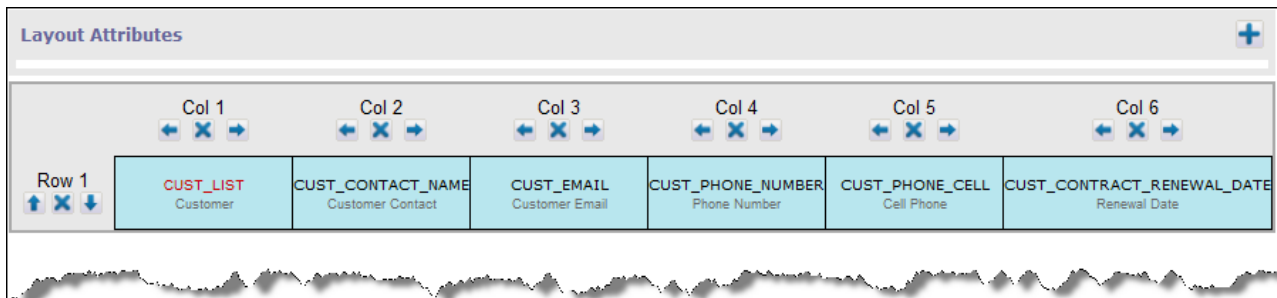 Layout Attributes
Col 1 Col 2 Col 3 Col 4 Col 5 Col 6
Row 1
CUST_LIST CUST_CONTACT_NAME CUST_EMAIL CUST_PHONE_NUMBER CUST_PHONE_CELL CUST_CONTRACT_RENEWAL_DATE
Customer Customer Contact Customer Email Phone Number Cell Phone Renewal Date